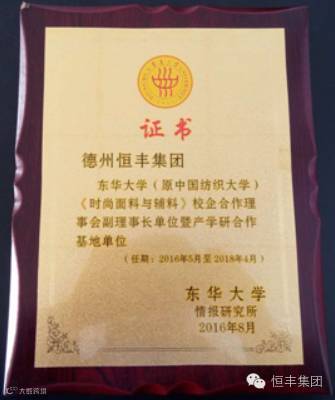 证书
德州恒丰集团
东华大学（原中国纺织大学）
《时尚面料与辅料》校企合作理
事会副理事长单位暨产学研合作
基地单位
（任期：2016年5月至2018年4月）
东华大学
情报研究所
2016年8月
大数跨境
恒丰集团